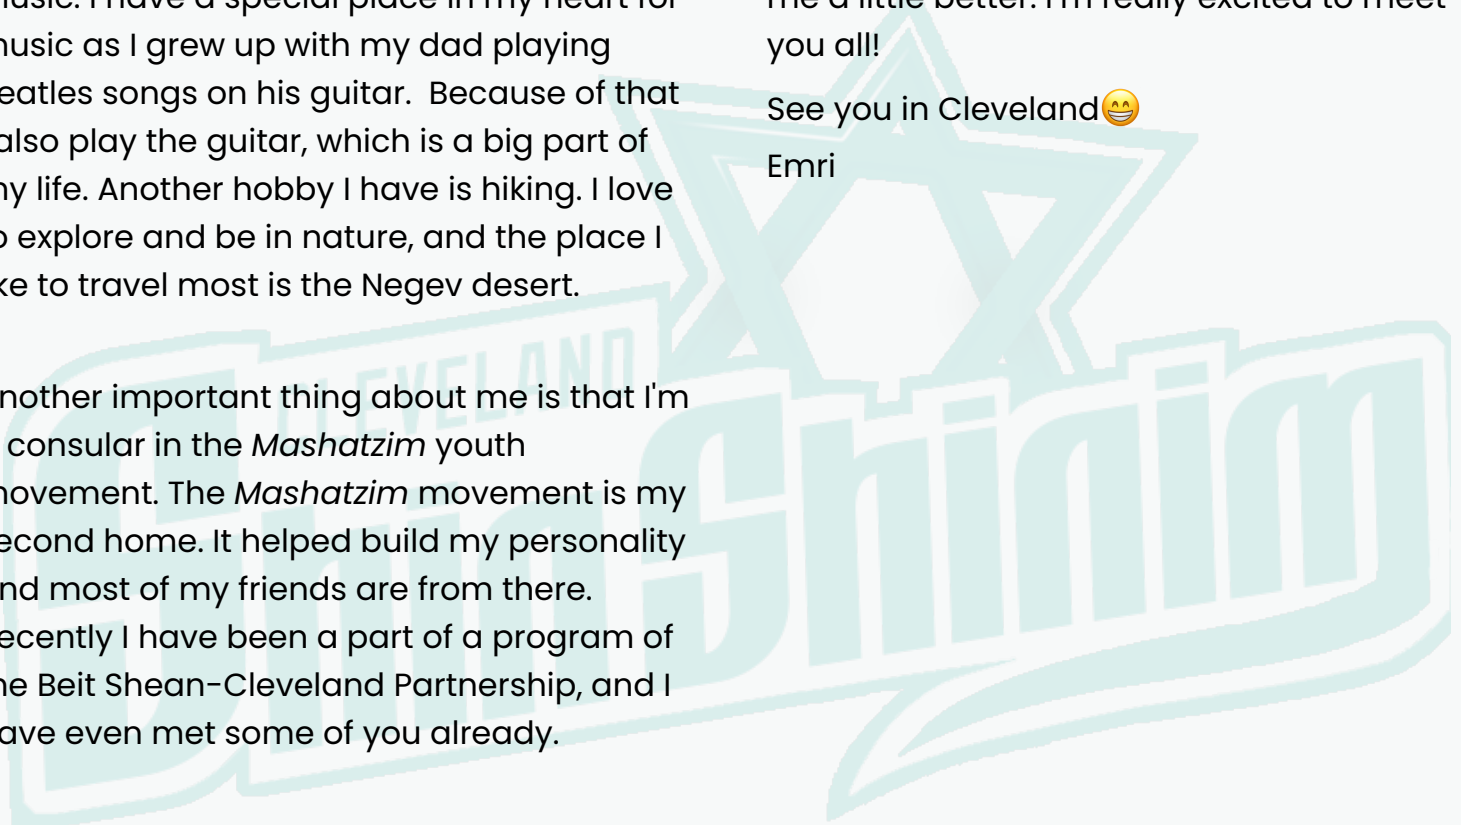 music. I have a special place in my heart for
music as I grew up with my dad playing
eatles songs on his guitar.  Because of that
also play the guitar, which is a big part of
my life. Another hobby I have is hiking. I love
o explore and be in nature, and the place I
ke to travel most is the Negev desert.
nother important thing about me is that I'm
consular in the Mashatzim youth
movement. The Mashatzim movement is my
econd home. It helped build my personality
nd most of my friends are from there.
ecently I have been a part of a program of
he Beit Shean-Cleveland Partnership, and I
ave even met some of you already.
me a little better. I'm really excited to meet
you all!
See you in Cleveland😁
Emri
CLEVELAND
ShinShinim